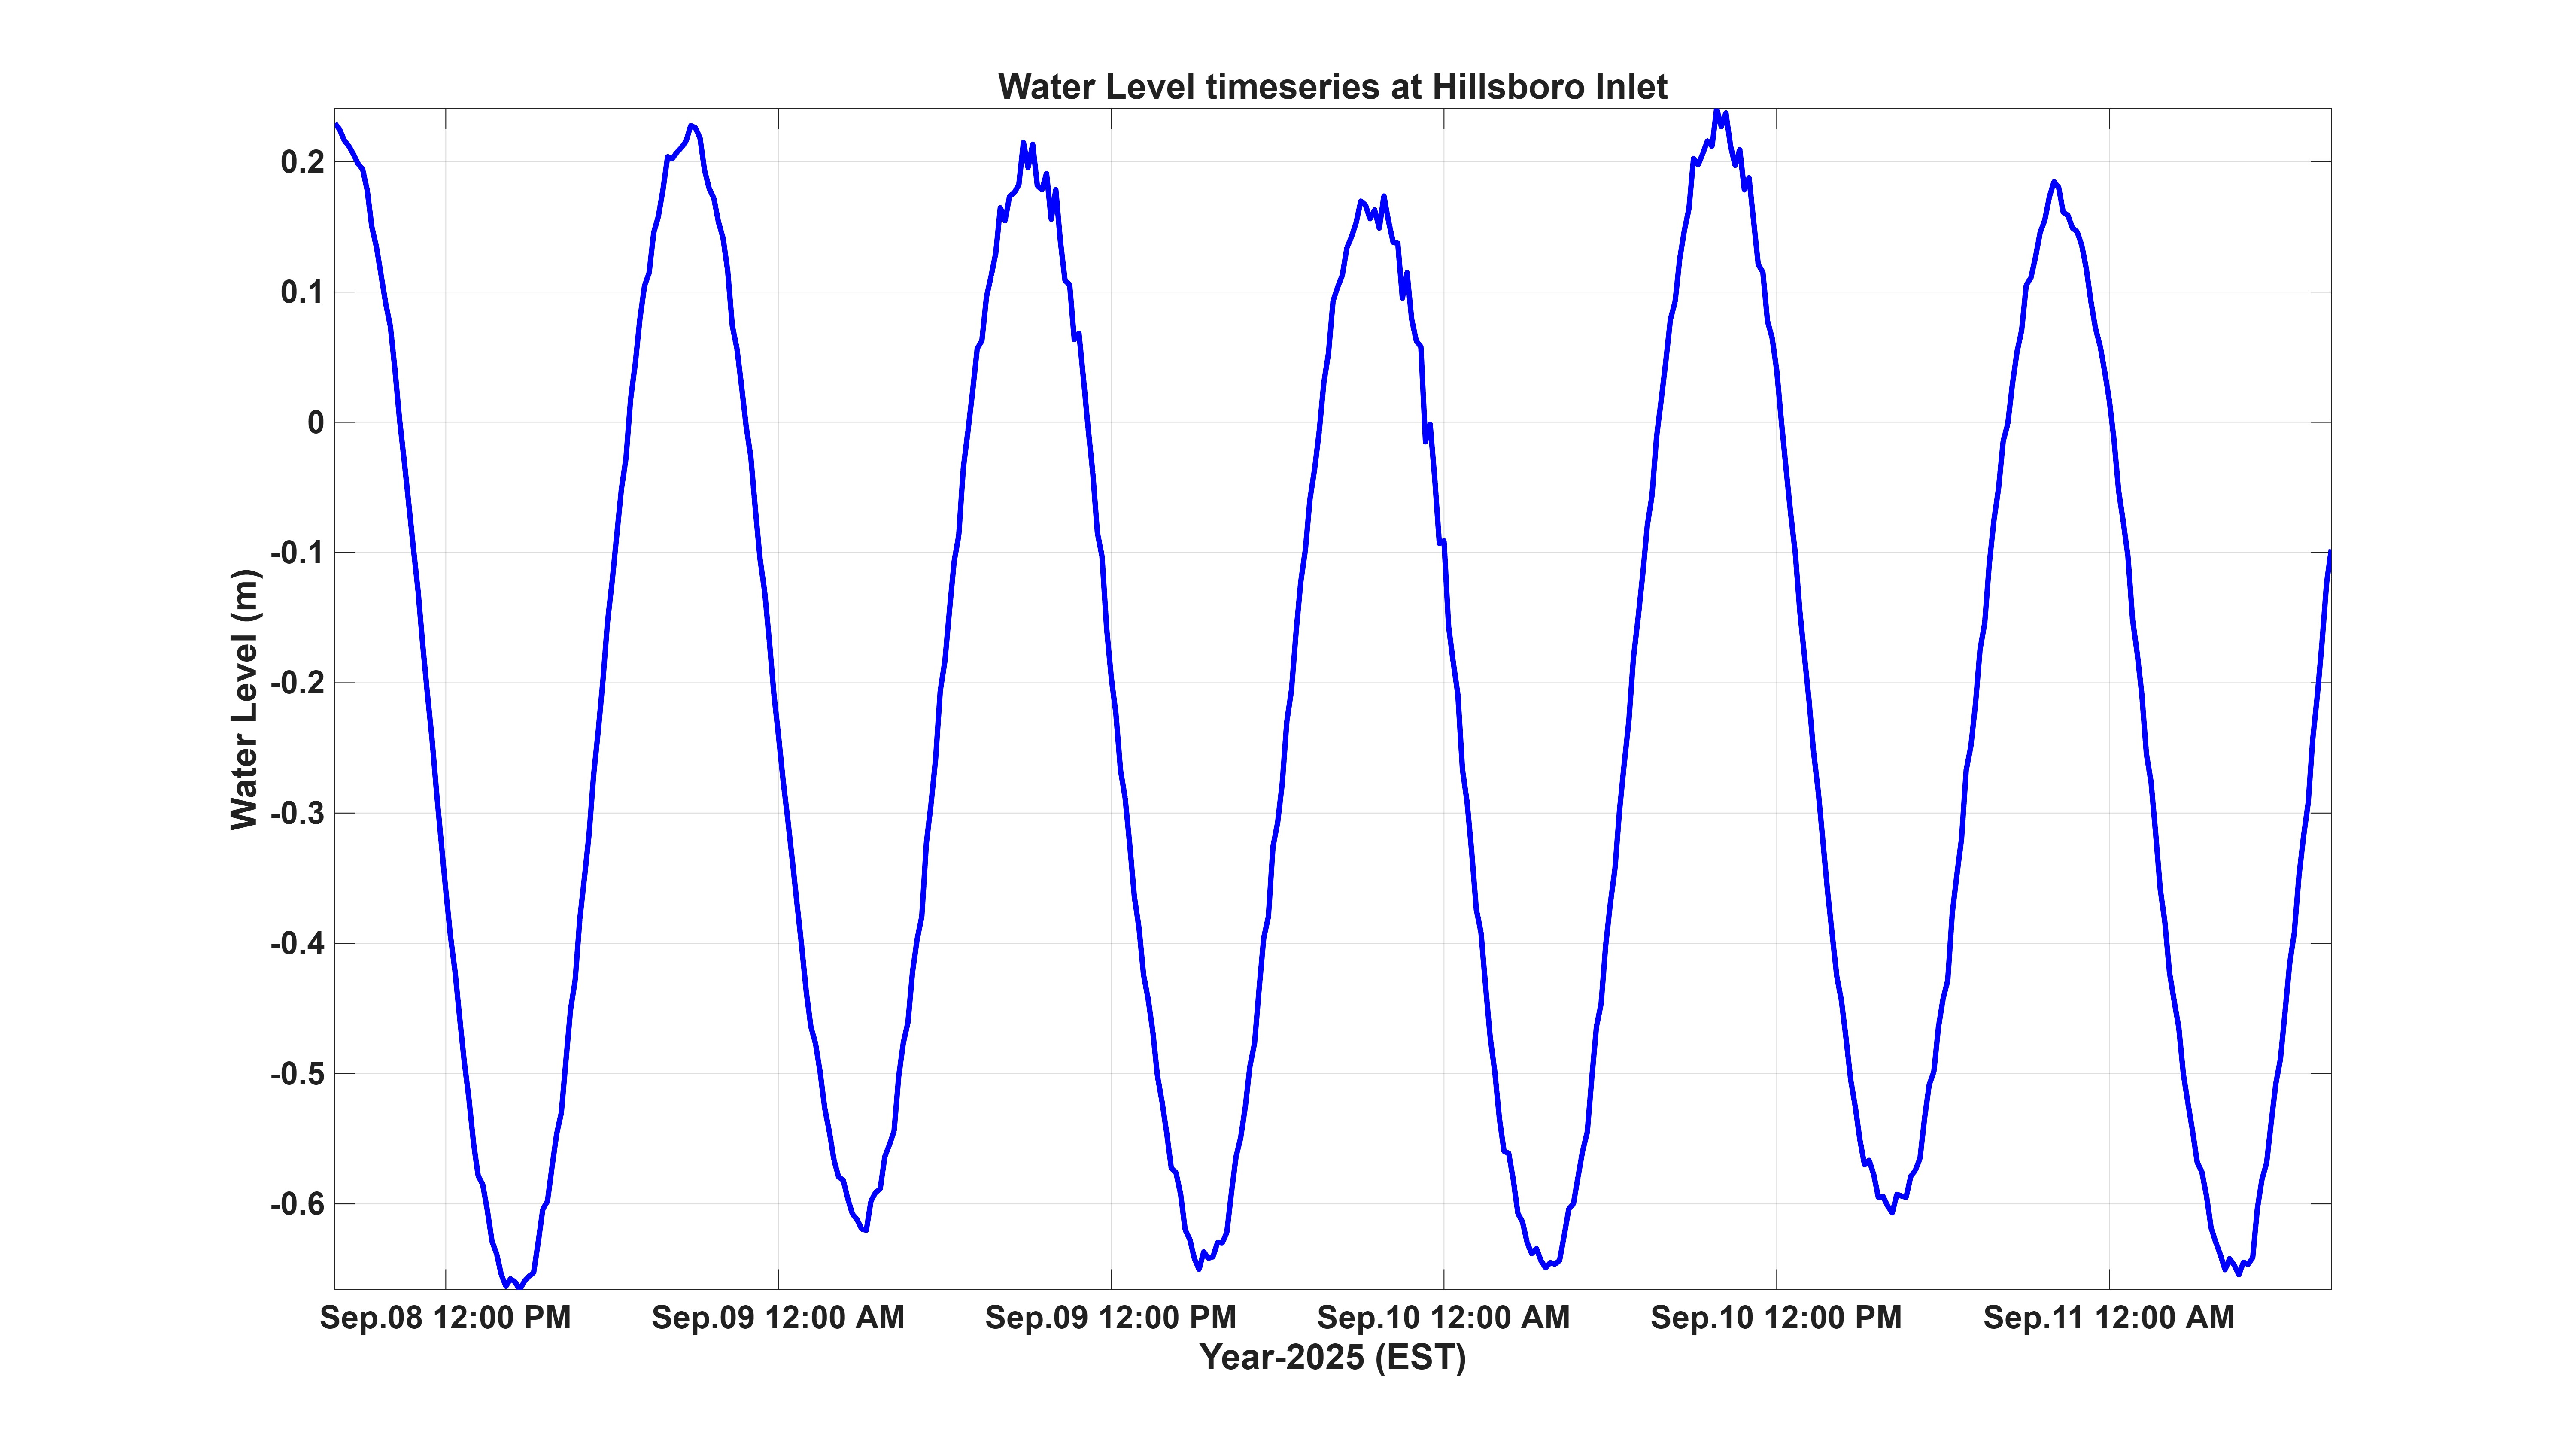 Water Level timeseries at Hillsboro Inlet
0.2
0.1
0
-0.1
-0.2
-0.3
-0.4
-0.5
-0.6
Water Level (m)
Sep.08 12:00 PM Sep.09 12:00 AM Sep.09 12:00 PM Sep.10 12:00 AM Sep.10 12:00 PM Sep.11 12:00 AM
Year-2025 (EST)